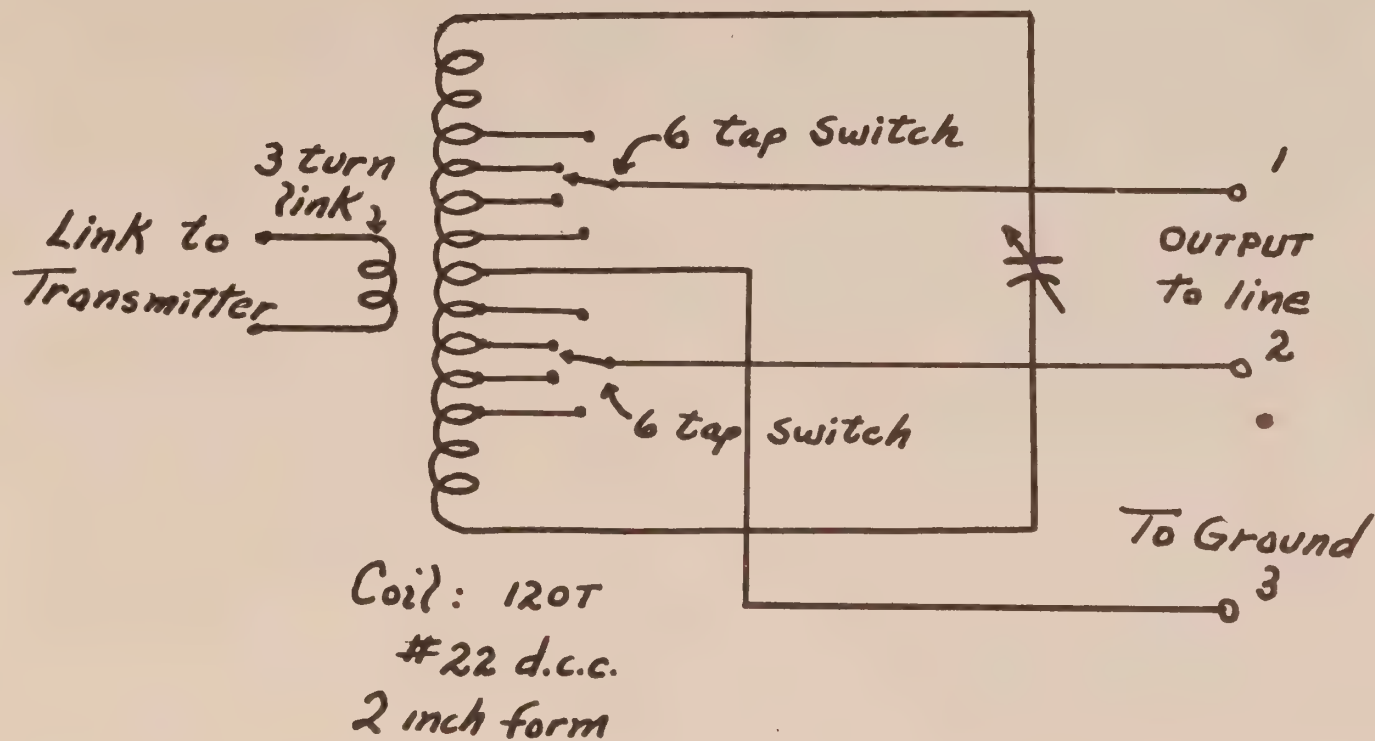 6 tap switch
3 turn
link
Link to
Transmitter
1
OUTPUT
To line
2
6 tap switch
To Ground
3
Coil: 120T
#22 d.c.c.
2 inch form